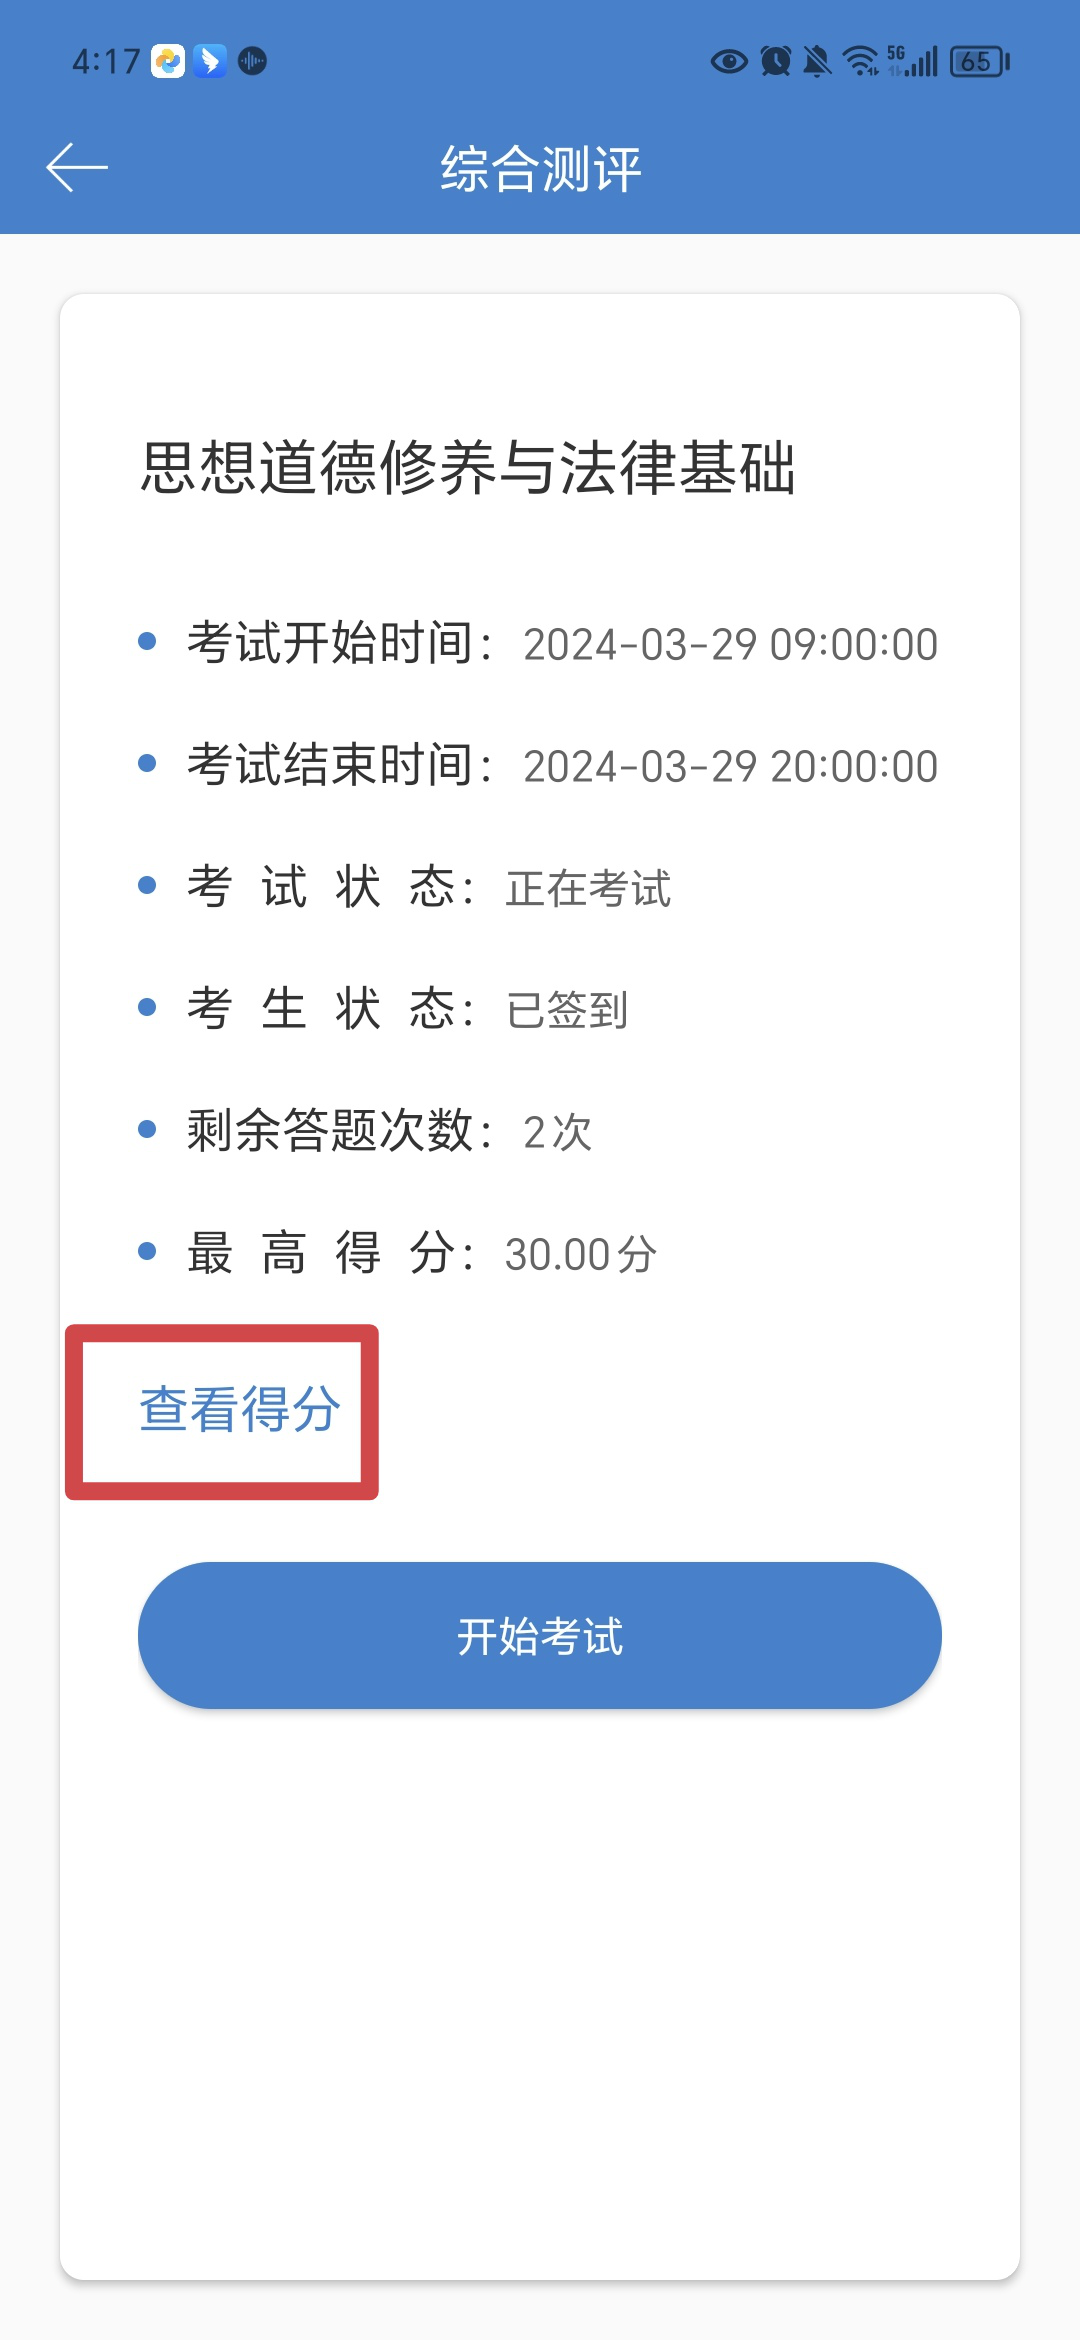 4:17
5G
65
综合测评
思想道德修养与法律基础
考试开始时间： 2024-03-29 09:00:00
考试结束时间： 2024-03-29 20:00:00
考试状态： 正在考试
考生状态： 已签到
剩余答题次数： 2次
最高得分： 30.00分
查看得分
开始考试